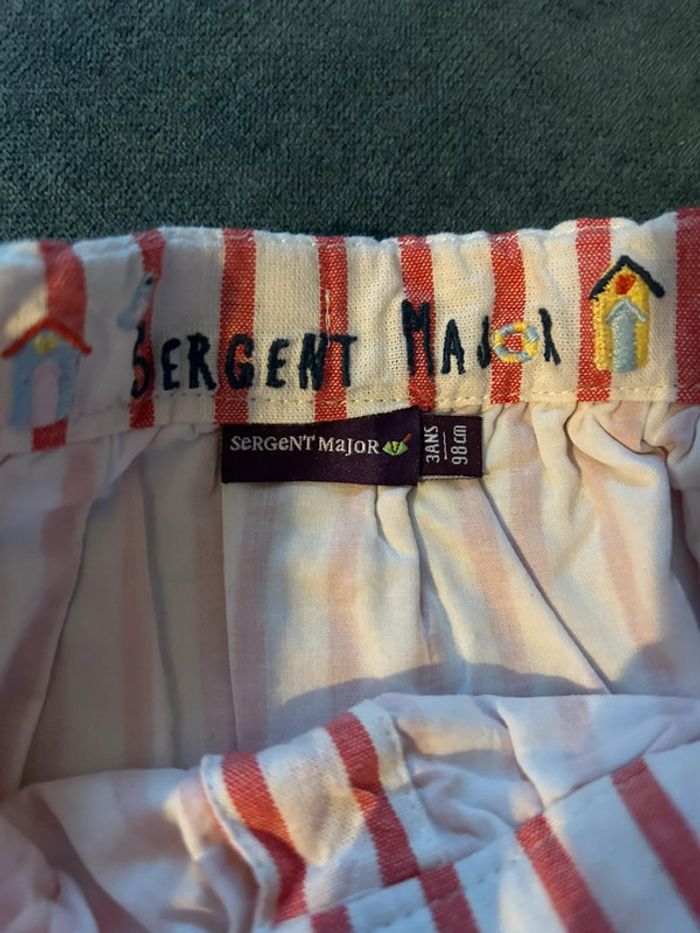 SERGENT MAJOR
SeRGeNT MaJOR
3ANS
98cm